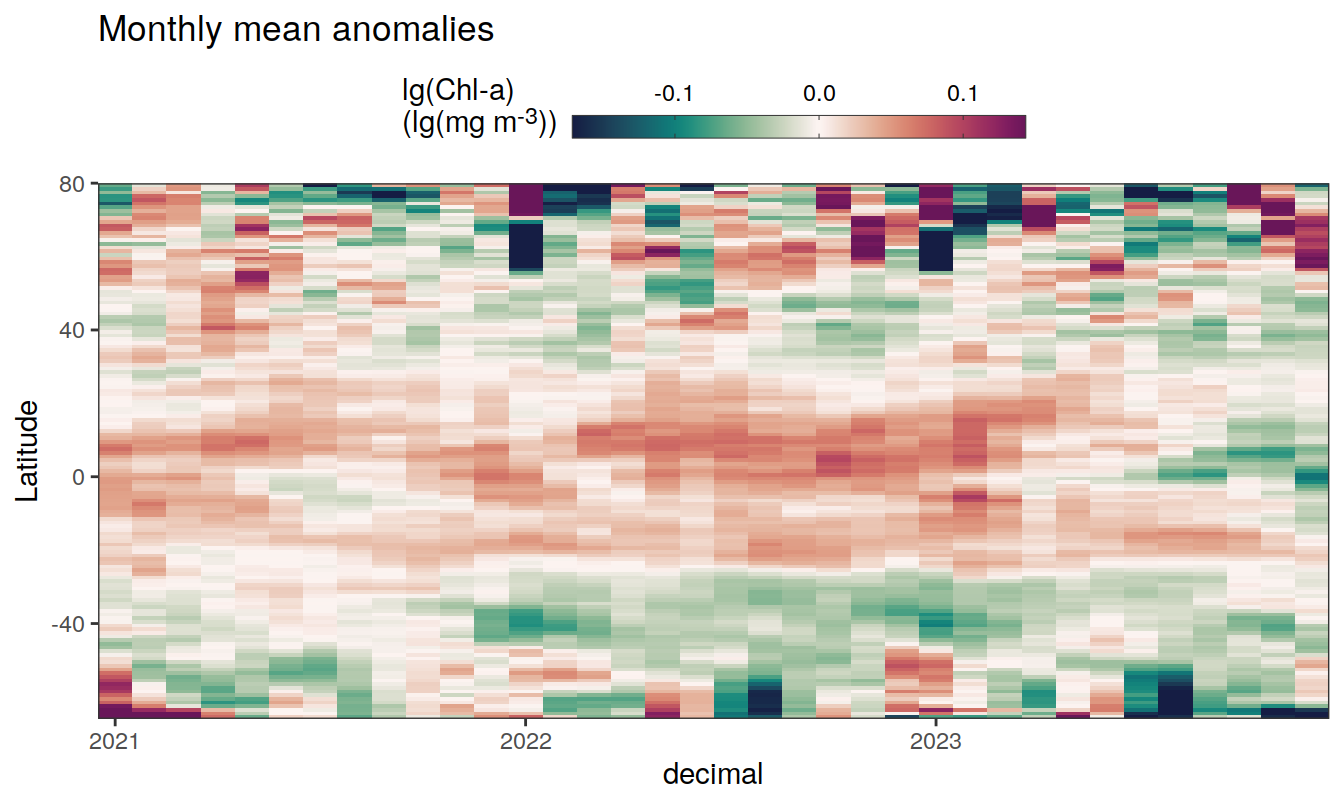 Monthly mean anomalies
lg(Chl-a)
(lg(mg m⁻³))
-0.1 0.0 0.1
80
40
0
-40
Latitude
2021 2022 2023
decimal